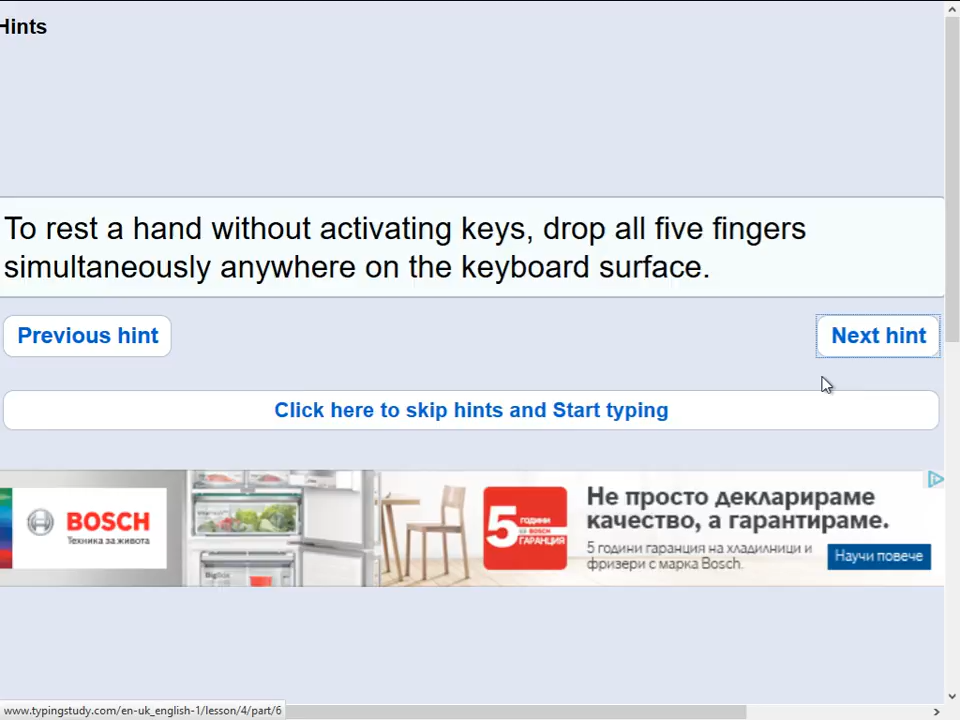 Hints
To rest a hand without activating keys, drop all five fingers
simultaneously anywhere on the keyboard surface.
Previous hint
Next hint
Click here to skip hints and Start typing
BOSCH
Техника за живота
5 ГОДИНИ
BOSCH
ГАРАНЦИЯ
Не просто декларираме
качество, а гарантираме.
5 години гаранция на хладилници и
фризери с марка Bosch.
Научи повече
www.typingstudy.com/en-uk_english-1/lesson/4/part/6